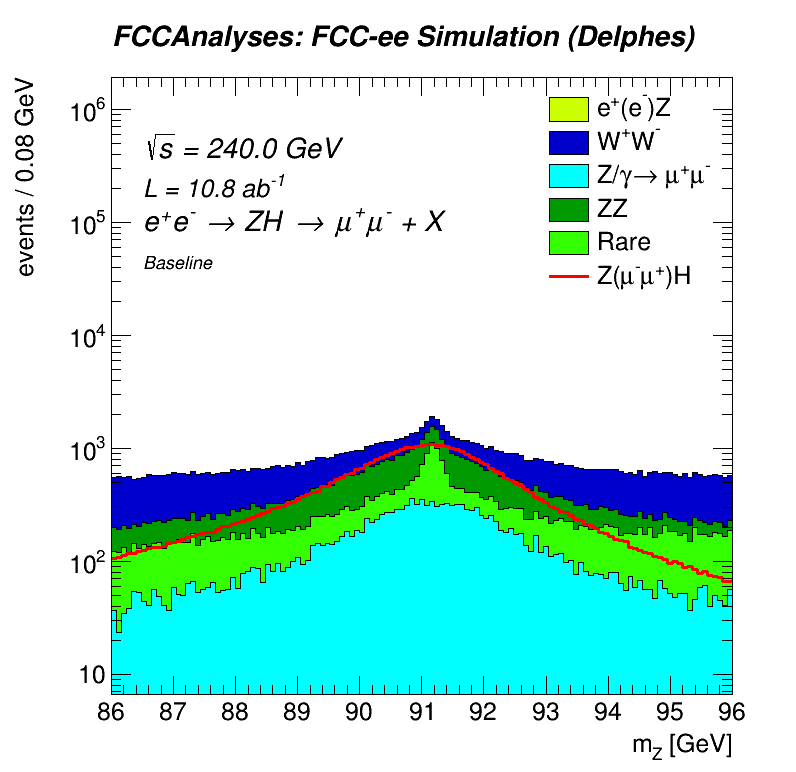 FCCAnalyses: FCC-ee Simulation (Delphes)
events / 0.08 GeV
10⁶
10⁵
10⁴
10³
10²
10
√s = 240.0 GeV
L = 10.8 ab⁻¹
e⁺e⁻ → ZH → μ⁺μ⁻ + X
Baseline
e⁺(e⁻)Z
W⁺W⁻
Z/γ→ μ⁺μ⁻
ZZ
Rare
Z(μ⁻μ⁺)H
86 87 88 89 90 91 92 93 94 95 96
m_Z [GeV]